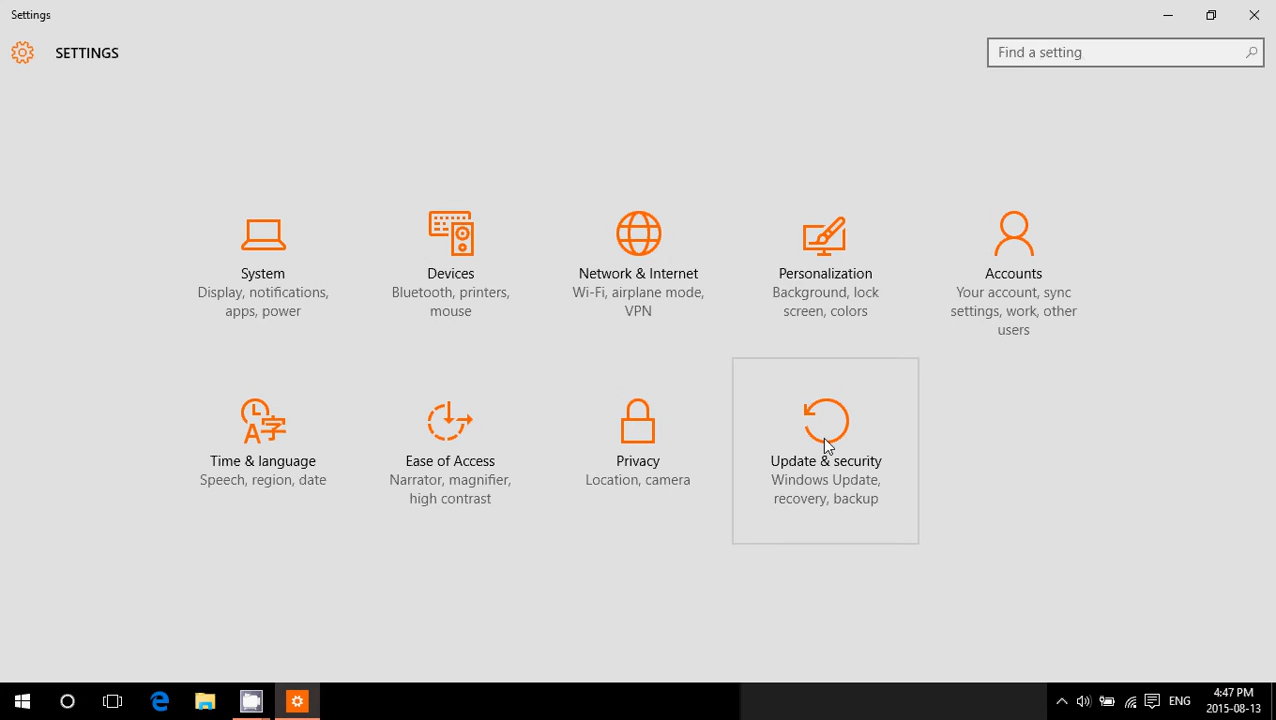 Settings
SETTINGS
Find a setting
System
Display, notifications,
apps, power
Devices
Bluetooth, printers,
mouse
Network & Internet
Wi-Fi, airplane mode,
VPN
Personalization
Background, lock
screen, colors
Accounts
Your account, sync
settings, work, other
users
A字
Time & language
Speech, region, date
Ease of Access
Narrator, magnifier,
high contrast
Privacy
Location, camera
Update & security
Windows Update,
recovery, backup
ENG
4:47 PM
2015-08-13